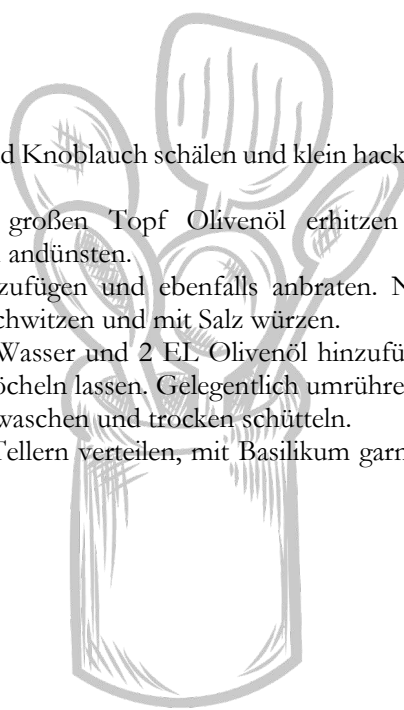 d Knoblauch schälen und klein hack
großen Topf Olivenöl erhitzen
andünsten.
zufügen und ebenfalls anbraten. N
chwitzen und mit Salz würzen.
Wasser und 2 EL Olivenöl hinzufü
öcheln lassen. Gelegentlich umrühre
waschen und trocken schütteln.
Tellern verteilen, mit Basilikum garn